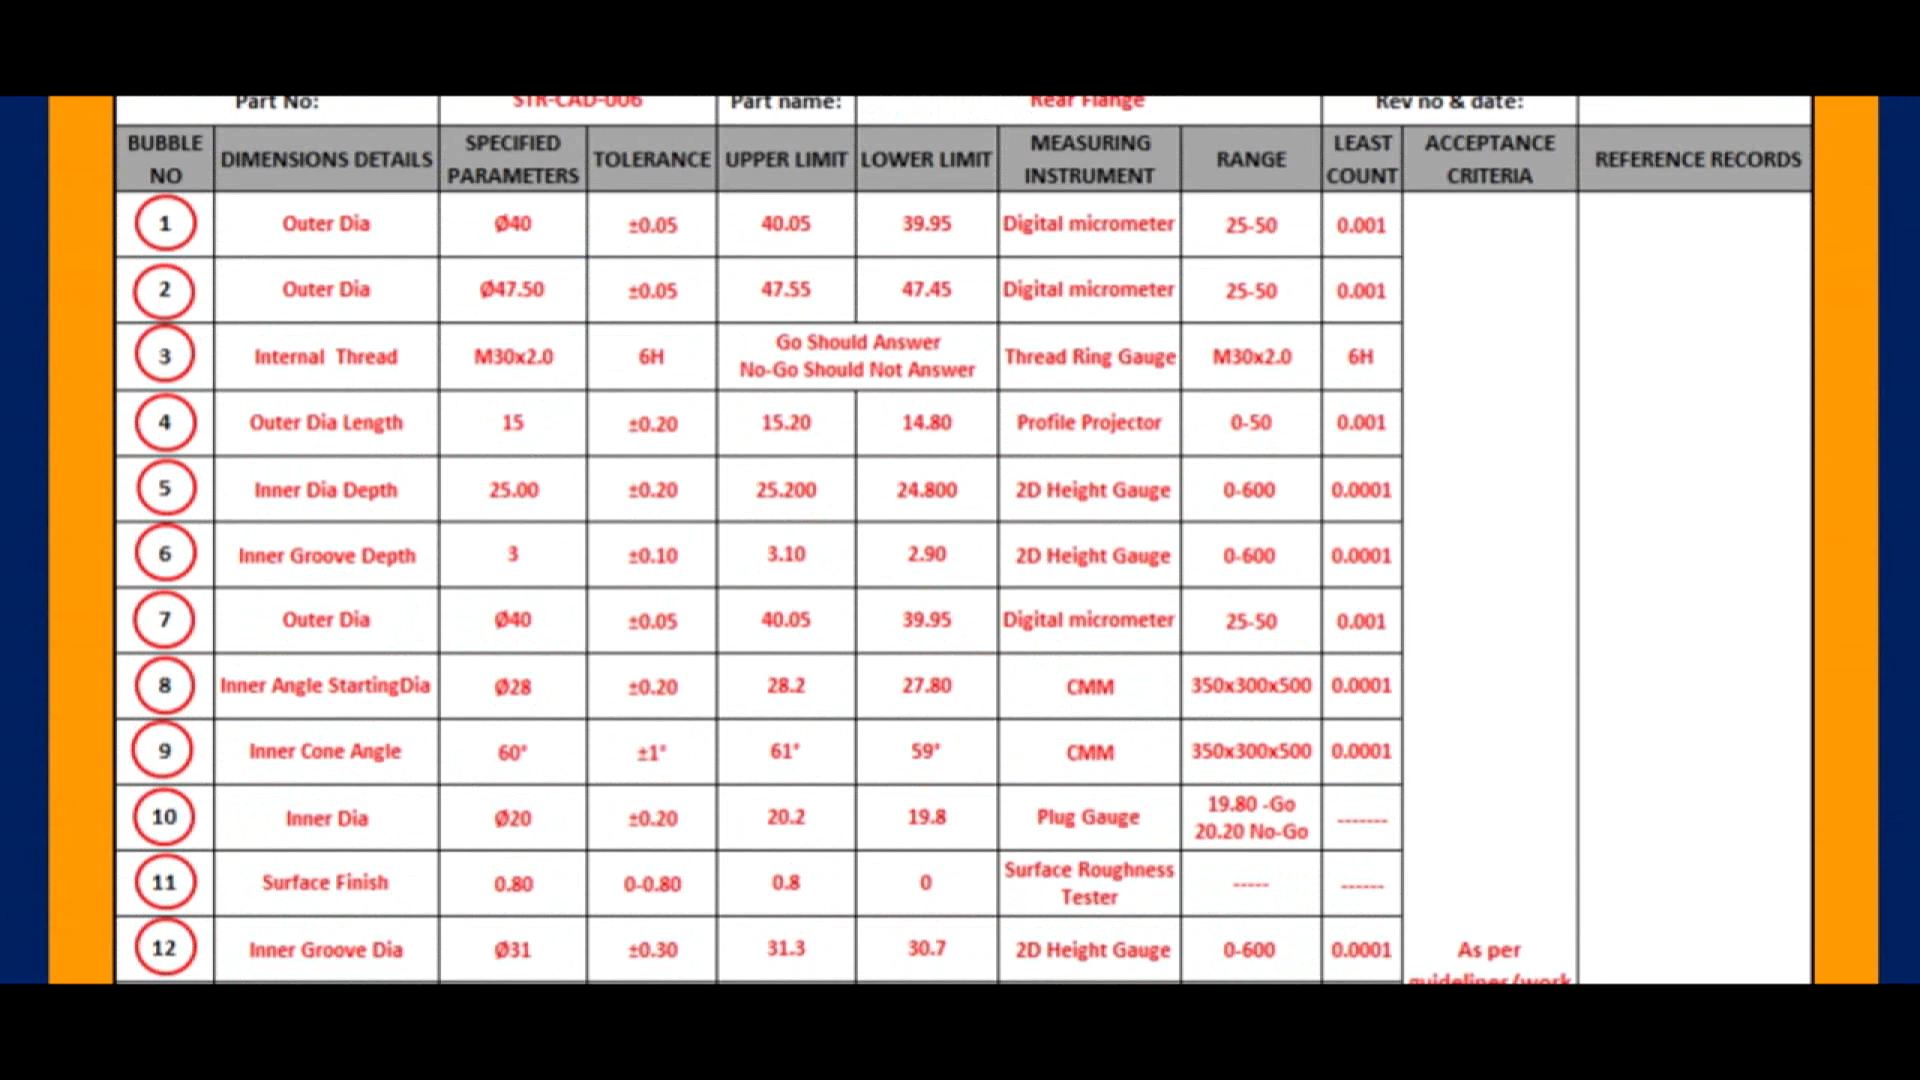 Part No: STR-CAD-006 Part name: Rear Flange Rev no & date:
BUBBLE NO DIMENSIONS DETAILS SPECIFIED PARAMETERS TOLERANCE UPPER LIMIT LOWER LIMIT MEASURING INSTRUMENT RANGE LEAST COUNT ACCEPTANCE CRITERIA REFERENCE RECORDS
1 Outer Dia Ø40 ±0.05 40.05 39.95 Digital micrometer 25-50 0.001
2 Outer Dia Ø47.50 ±0.05 47.55 47.45 Digital micrometer 25-50 0.001
3 Internal Thread M30x2.0 6H Go Should Answer No-Go Should Not Answer Thread Ring Gauge M30x2.0 6H
4 Outer Dia Length 15 ±0.20 15.20 14.80 Profile Projector 0-50 0.001
5 Inner Dia Depth 25.00 ±0.20 25.200 24.800 2D Height Gauge 0-600 0.0001
6 Inner Groove Depth 3 ±0.10 3.10 2.90 2D Height Gauge 0-600 0.0001
7 Outer Dia Ø40 ±0.05 40.05 39.95 Digital micrometer 25-50 0.001
8 Inner Angle StartingDia Ø28 ±0.20 28.2 27.80 CMM 350x300x500 0.0001
9 Inner Cone Angle 60° ±1° 61° 59° CMM 350x300x500 0.0001
10 Inner Dia Ø20 ±0.20 20.2 19.8 Plug Gauge 19.80 -Go 20.20 No-Go -------
11 Surface Finish 0.80 0-0.80 0.8 0 Surface Roughness Tester ----- ------
12 Inner Groove Dia Ø31 ±0.30 31.3 30.7 2D Height Gauge 0-600 0.0001 As per
guidelines/work